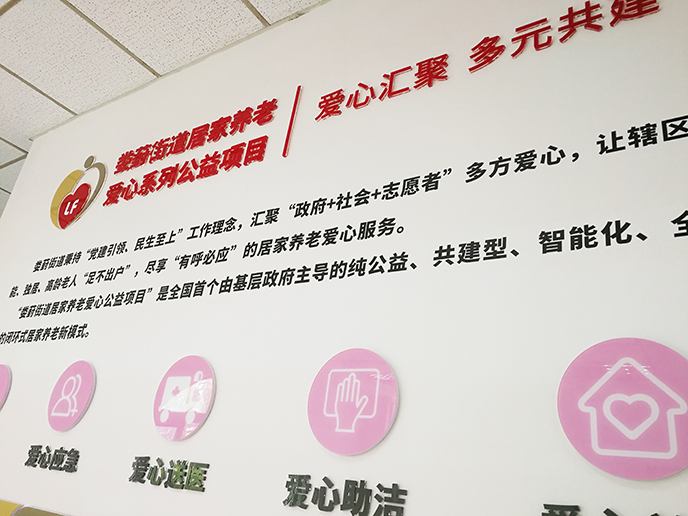 LF
娄葑街道居家养老
爱心系列公益项目
爱心汇聚 多元共建
娄葑街道秉持“党建引领、民生至上”工作理念，汇聚“政府+社会+志愿者”多方爱心，让辖区
能、独居、高龄老人“足不出户”，尽享“有呼必应”的居家养老爱心服务。
“娄葑街道居家养老爱心公益项目”是全国首个由基层政府主导的纯公益、共建型、智能化、全
的闭环式居家养老新模式。
爱心应急
爱心送医
爱心助洁
爱心